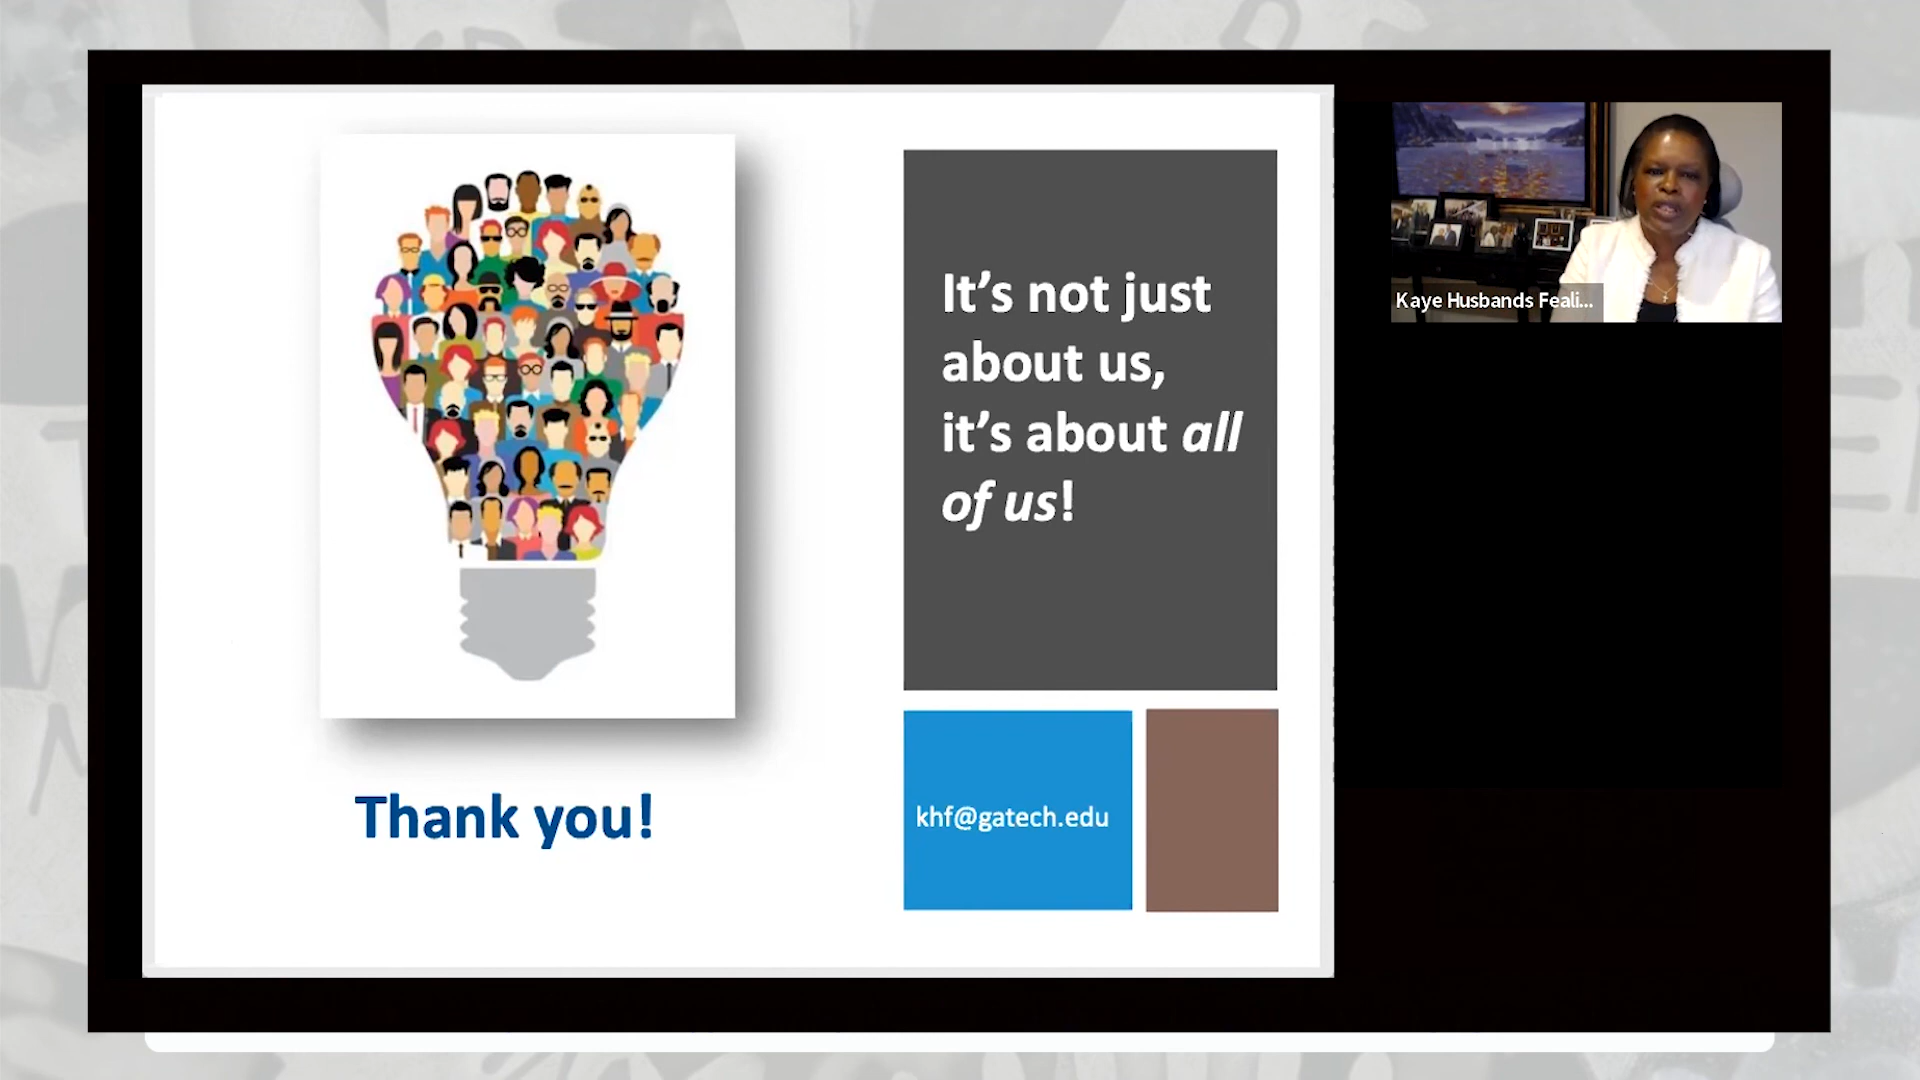 It's not just
about us,
it's about all
of us!
Thank you!
khf@gatech.edu
Kaye Husbands Feali...